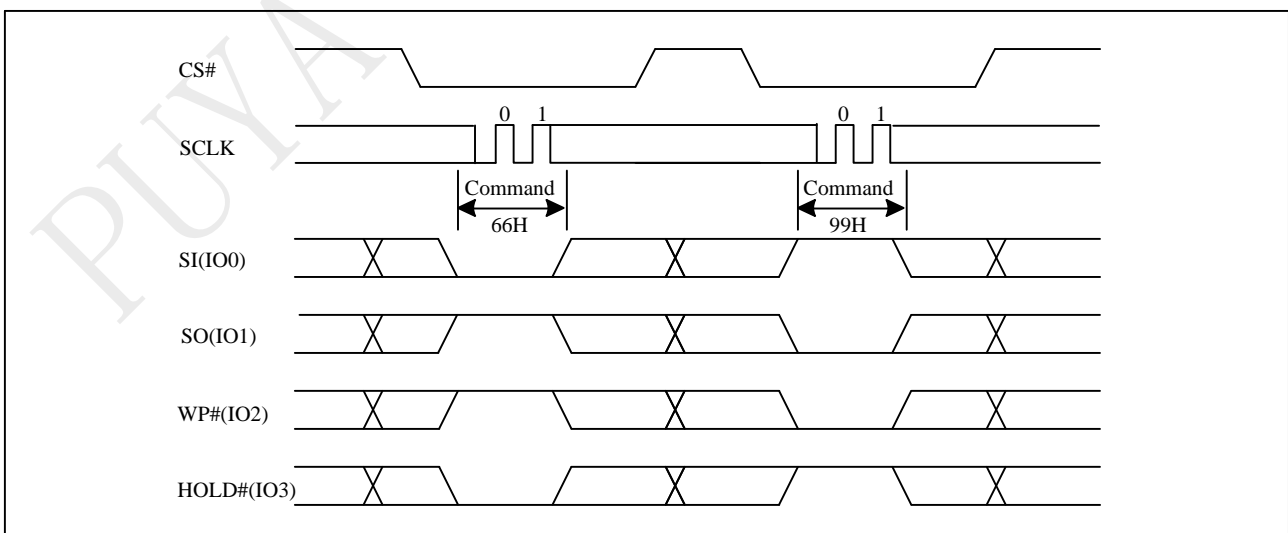 CS#
0 1 0 1
SCLK
Command Command
66H 99H
SI(IO0)
SO(IO1)
WP#(IO2)
HOLD#(IO3)
PUYA